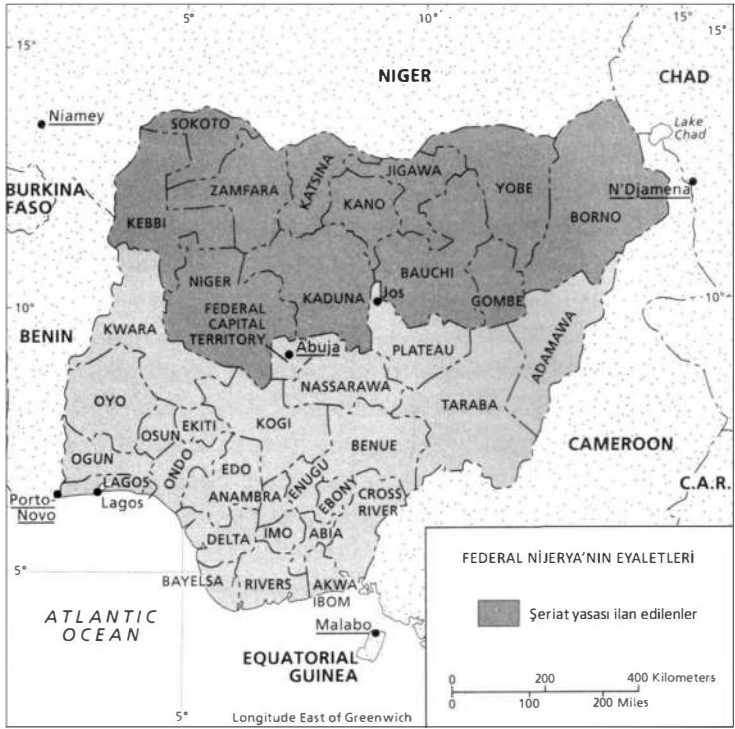 5°
10°
15°
15°
15°
NIGER
CHAD
Niamey
Lake
Chad
SOKOTO
KATSINA
JIGAWA
ZAMFARA
YOBE
N'Djamena
BURKINA
FASO
KANO
KEBBI
BORNO
BAUCHI
NIGER
KADUNA
Jos
GOMBE
10°
10°
FEDERAL
CAPITAL
TERRITORY
BENIN
KWARA
Abuja
PLATEAU
ADAMAWA
NASSARAWA
OYO
KOGI
TARABA
EKITI
OSUN
BENUE
CAMEROON
OGUN
ONDO
EDO
ENUGU
C.A.R.
LAGOS
Lagos
ANAMBRA
EBONY
CROSS
RIVER
Porto-
Novo
DELTA
IMO
ABIA
5°
BAYELSA
RIVERS
AKWA
IBOM
ATLANTIC
OCEAN
Malabo
EQUATORIAL
GUINEA
5°
Longitude East of Greenwich
FEDERAL NİJERYA'NIN EYALETLERİ
Şeriat yasası ilan edilenler
0 200 400 Kilometers
0 100 200 Miles